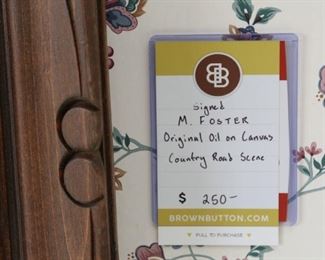 BB
Signed
M. FOSTER
Original Oil on Canvas
Country Road Scene
$ 250-
BROWNBUTTON.COM
PULL TO PURCHASE